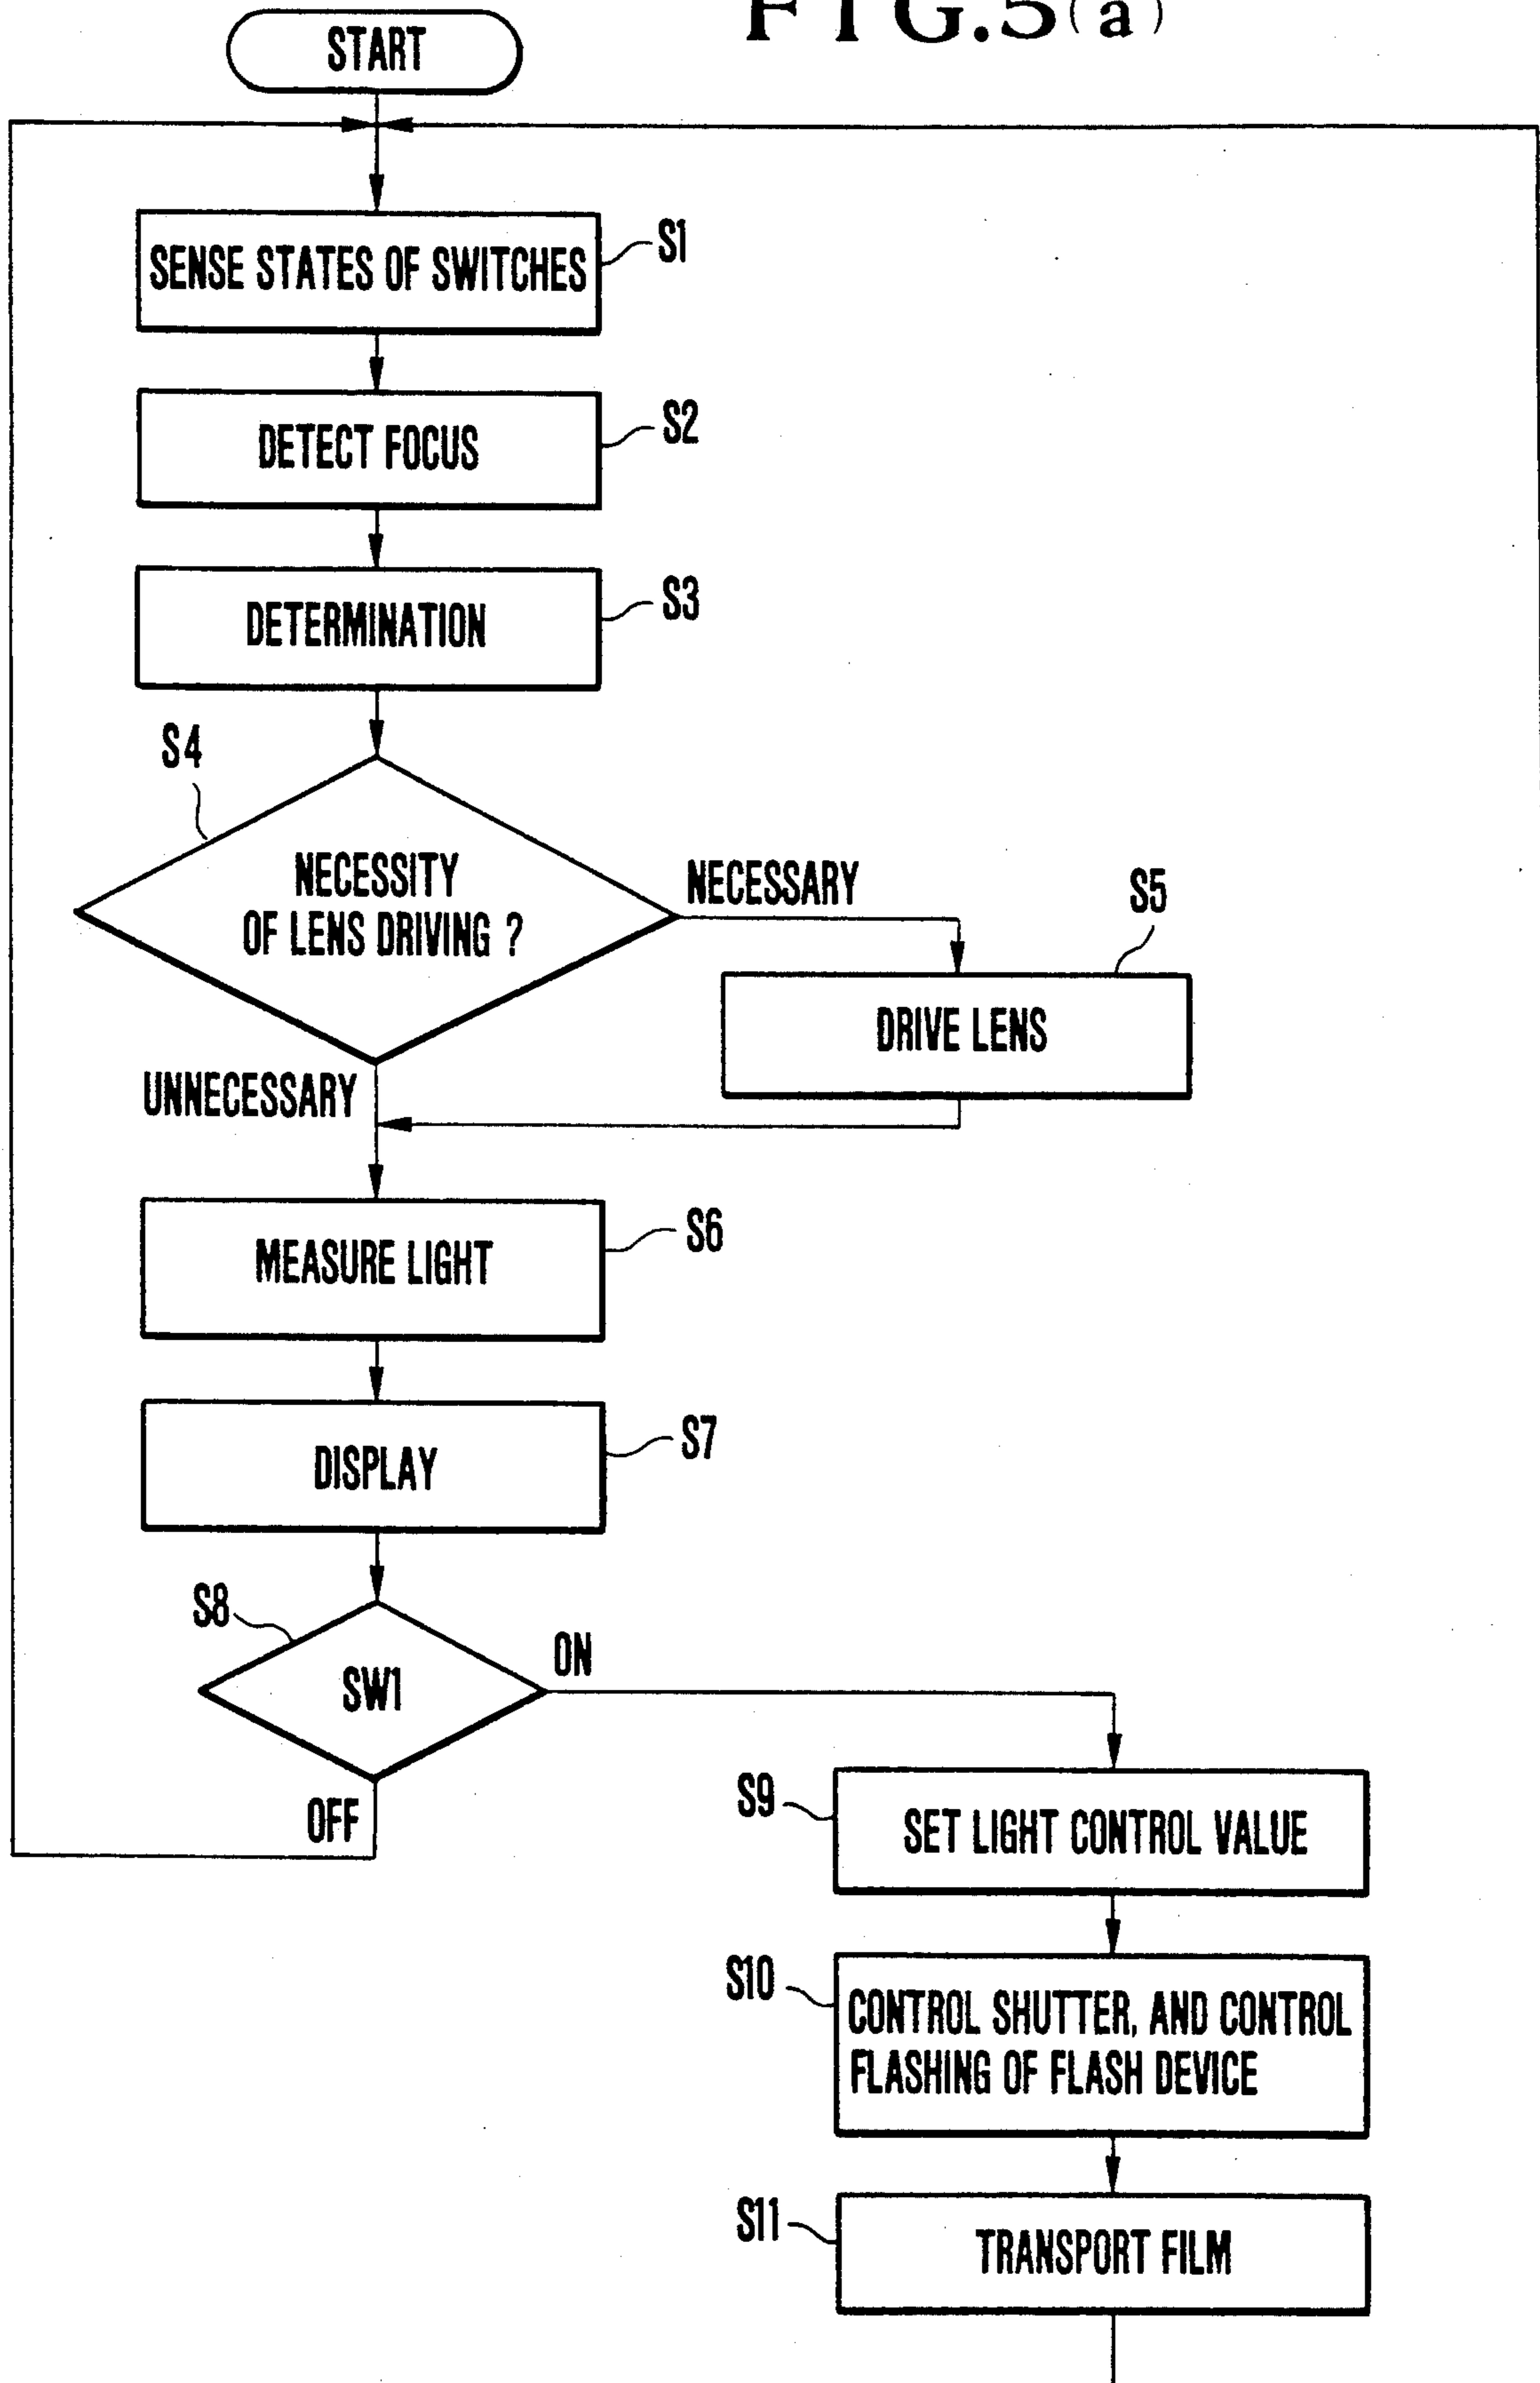 FIG.5(a)
START
SENSE STATES OF SWITCHES
S1
DETECT FOCUS
S2
DETERMINATION
S3
S4
NECESSITY
OF LENS DRIVING ?
NECESSARY
S5
DRIVE LENS
UNNECESSARY
MEASURE LIGHT
S6
DISPLAY
S7
S8
SW1
ON
OFF
S9
SET LIGHT CONTROL VALUE
S10
CONTROL SHUTTER, AND CONTROL
FLASHING OF FLASH DEVICE
S11
TRANSPORT FILM